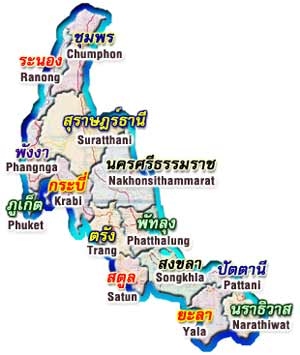 ชุมพร
Chumphon
ระนอง
Ranong
สุราษฎร์ธานี
Suratthani
นครศรีธรรมราช
Nakhonsithammarat
พังงา
Phangnga
กระบี่
Krabi
ภูเก็ต
Phuket
ตรัง
Trang
พัทลุง
Phatthalung
สงขลา
Songkhla
สตูล
Satun
ปัตตานี
Pattani
ยะลา
Yala
นราธิวาส
Narathiwat